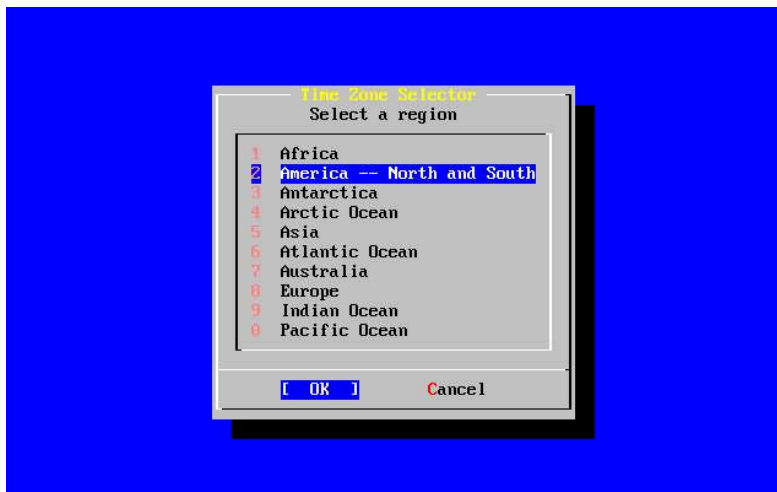 Time Zone Selector
Select a region
1 Africa
2 America -- North and South
3 Antarctica
4 Arctic Ocean
5 Asia
6 Atlantic Ocean
7 Australia
8 Europe
9 Indian Ocean
0 Pacific Ocean
[ OK ] Cancel